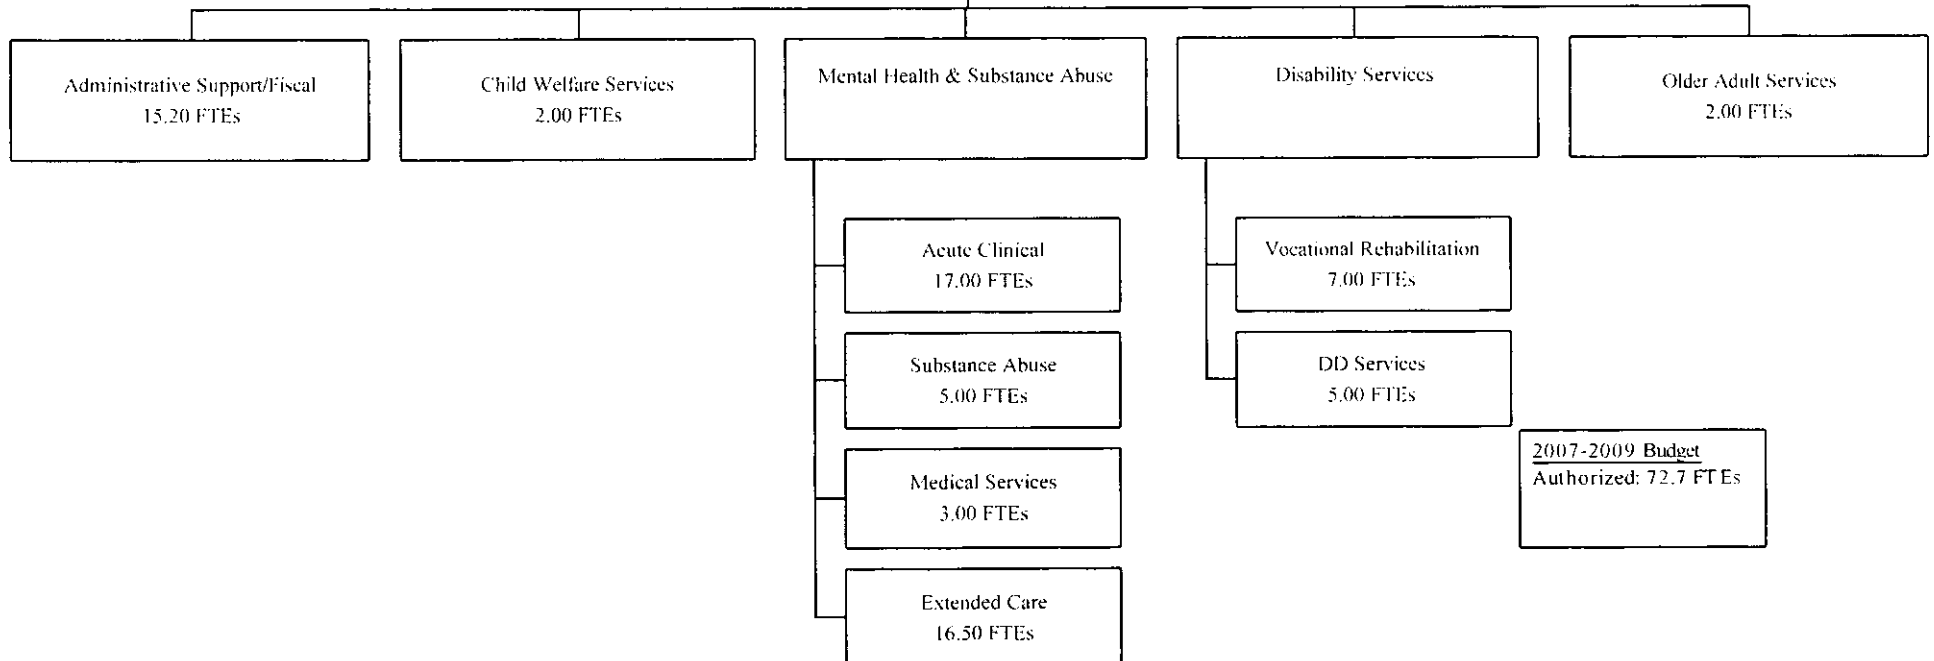 Administrative Support/Fiscal
15.20 FTEs
Child Welfare Services
2.00 FTEs
Mental Health & Substance Abuse
Disability Services
Older Adult Services
2.00 FTEs
Acute Clinical
17.00 FTEs
Substance Abuse
5.00 FTEs
Medical Services
3.00 FTEs
Extended Care
16.50 FTEs
Vocational Rehabilitation
7.00 FTEs
DD Services
5.00 FTEs
2007-2009 Budget
Authorized: 72.7 FTEs